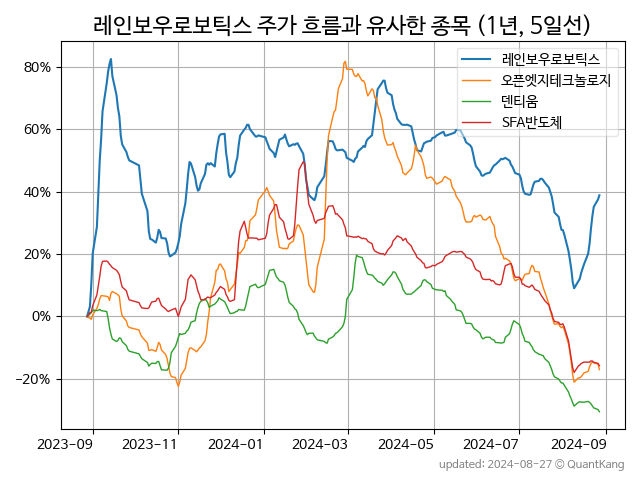 레인보우로보틱스 주가 흐름과 유사한 종목 (1년, 5일선)
레인보우로보틱스
오픈엣지테크놀로지
덴티움
SFA반도체
80%
60%
40%
20%
0%
−20%
2023-09 2023-11 2024-01 2024-03 2024-05 2024-07 2024-09
updated: 2024-08-27 © QuantKang